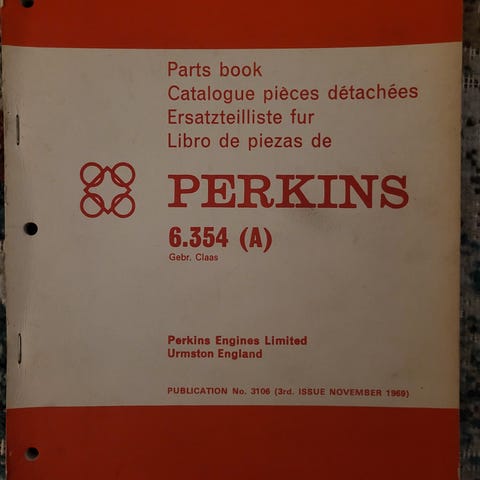 Parts book
Catalogue pièces détachées
Ersatzteilliste fur
Libro de piezas de
PERKINS
6.354 (A)
Gebr. Claas
Perkins Engines Limited
Urmston England
PUBLICATION No. 3106 (3rd. ISSUE NOVEMBER 1969)